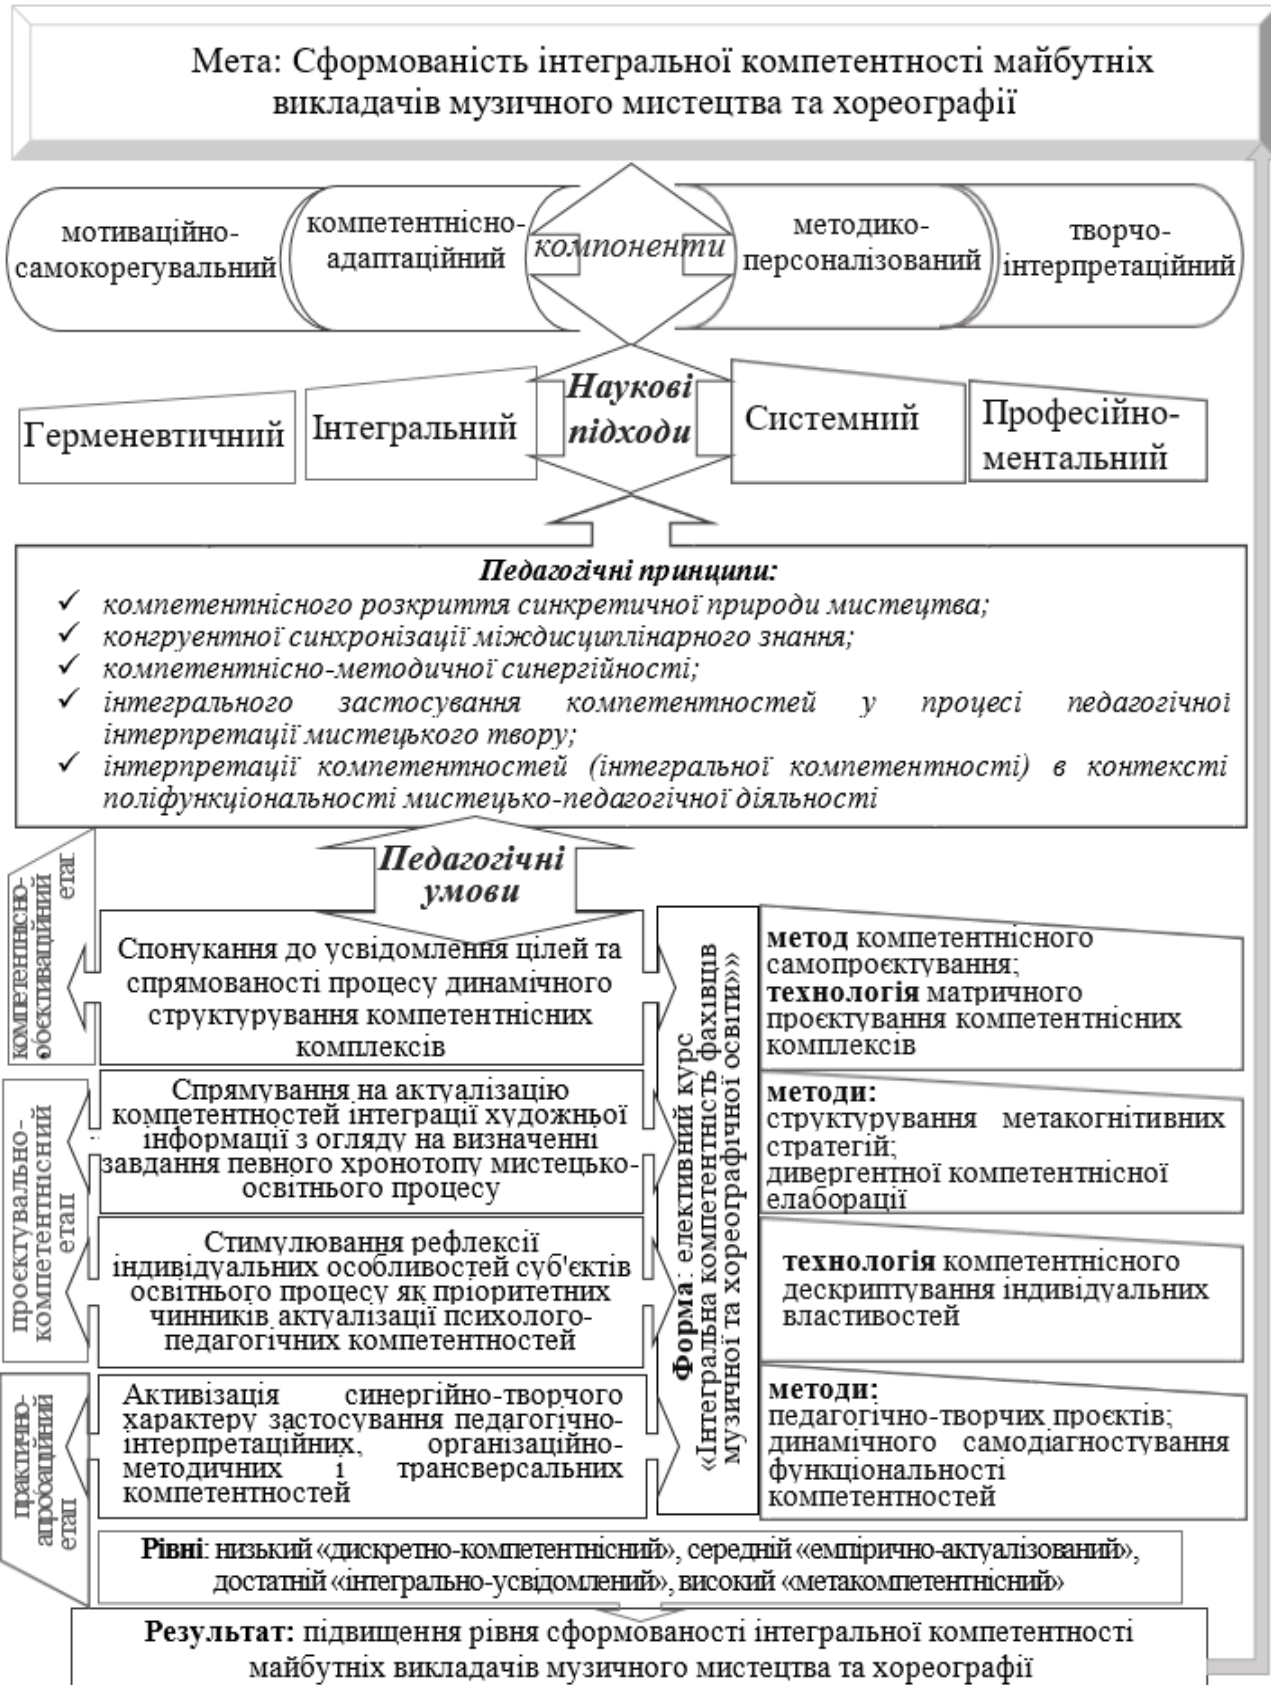 Мета: Сформованість інтегральної компетентності майбутніх
викладачів музичного мистецтва та хореографії
мотиваційно-
самокорегувальний
компетентнісно-
адаптаційний
компоненти
методико-
персоналізований
творчо-
інтерпретаційний
Герменевтичний
Інтегральний
Наукові
підходи
Системний
Професійно-
ментальний
Педагогічні принципи:
✓ компетентнісного розкриття синкретичної природи мистецтва;
✓ конгруентної синхронізації міждисциплінарного знання;
✓ компетентнісно-методичної синергійності;
✓ інтегрального застосування компетентностей у процесі педагогічної
інтерпретації мистецького твору;
✓ інтерпретації компетентностей (інтегральної компетентності) в контексті
поліфункціональності мистецько-педагогічної діяльності
Педагогічні
умови
компетентнісно-
обєктиваційний
етап
Спонукання до усвідомлення цілей та
спрямованості процесу динамічного
структурування компетентнісних
комплексів
проєктувально-
компетентнісний
етап
Спрямування на актуалізацію
компетентностей інтеграції художньої
інформації з огляду на визначенні
завдання певного хронотопу мистецько-
освітнього процесу
Стимулювання рефлексії
індивідуальних особливостей суб'єктів
освітнього процесу як пріоритетних
чинників актуалізації психолого-
педагогічних компетентностей
практично-
апробаційний
етап
Активізація синергійно-творчого
характеру застосування педагогічно-
інтерпретаційних, організаційно-
методичних і трансверсальних
компетентностей
Форма: елективний курс
«Інтегральна компетентність фахівців
музичної та хореографічної освіти»»
метод компетентнісного
самопроєктування;
технологія матричного
проєктування компетентнісних
комплексів
методи:
структурування метакогнітивних
стратегій;
дивергентної компетентнісної
елаборації
технологія компетентнісного
дескриптування індивідуальних
властивостей
методи:
педагогічно-творчих проєктів;
динамічного самодіагностування
функціональності
компетентностей
Рівні: низький «дискретно-компетентнісний», середній «емпірично-актуалізований»,
достатній «інтегрально-усвідомлений», високий «метакомпетентнісний»
Результат: підвищення рівня сформованості інтегральної компетентності
майбутніх викладачів музичного мистецтва та хореографії